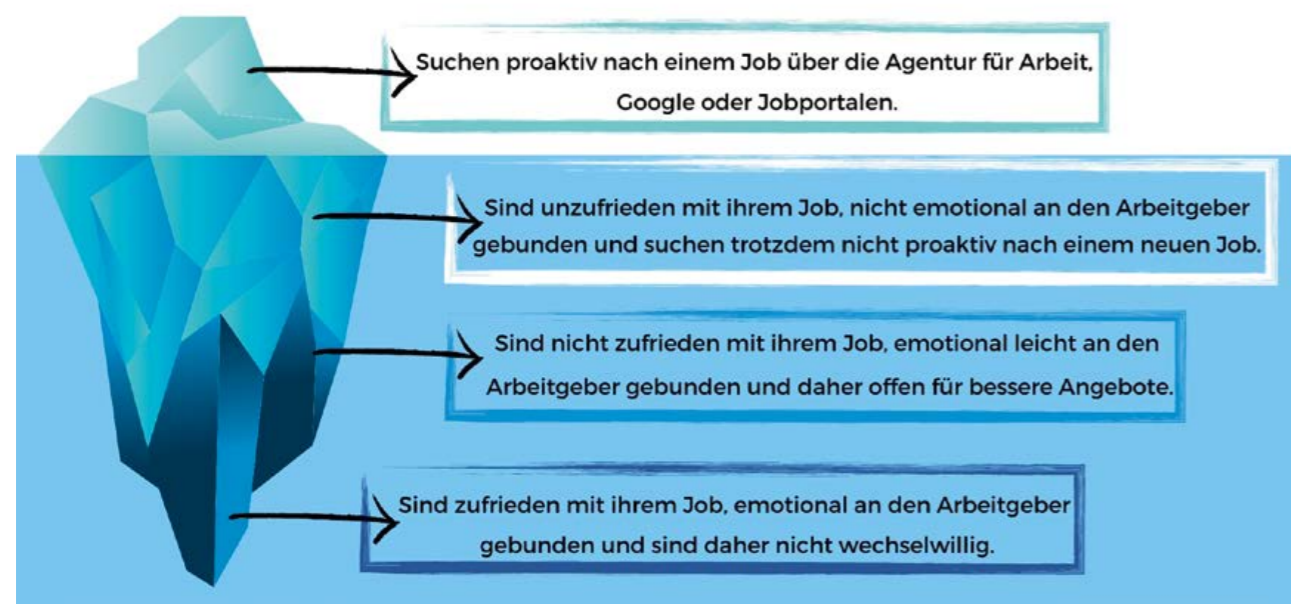 Suchen proaktiv nach einem Job über die Agentur für Arbeit,
Google oder Jobportalen.
Sind unzufrieden mit ihrem Job, nicht emotional an den Arbeitgeber
gebunden und suchen trotzdem nicht proaktiv nach einem neuen Job.
Sind nicht zufrieden mit ihrem Job, emotional leicht an den
Arbeitgeber gebunden und daher offen für bessere Angebote.
Sind zufrieden mit ihrem Job, emotional an den Arbeitgeber
gebunden und sind daher nicht wechselwillig.